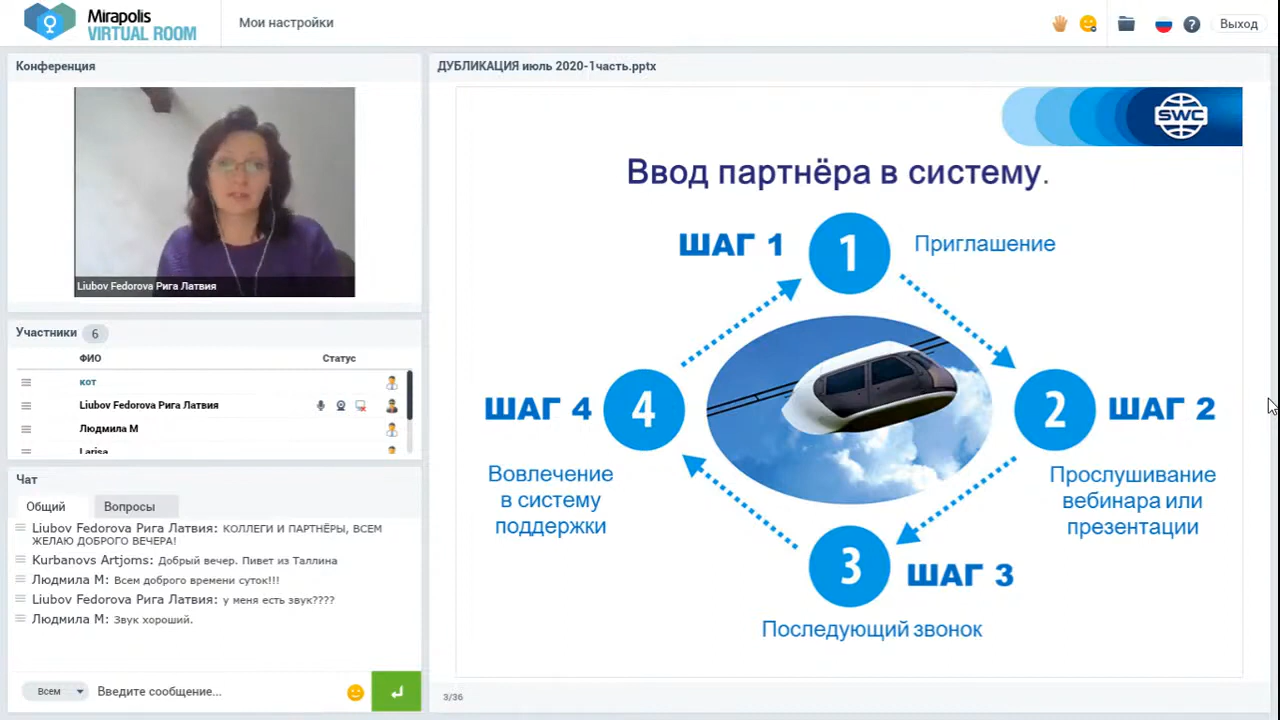 Mirapolis
VIRTUAL ROOM
Мои настройки
?
Выход
Конференция
Liubov Fedorova Рига Латвия
Участники 6
ФИО Статус
кот
Liubov Fedorova Рига Латвия
Людмила М
Larisa
Чат
Общий Вопросы
Liubov Fedorova Рига Латвия: КОЛЛЕГИ И ПАРТНЁРЫ, ВСЕМ
ЖЕЛАЮ ДОБРОГО ВЕЧЕРА!
Kurbanovs Artjoms: Добрый вечер. Пивет из Таллина
Людмила М: Всем доброго времени суток!!!
Liubov Fedorova Рига Латвия: у меня есть звук????
Людмила М: Звук хороший.
Всем Введите сообщение...
ДУБЛИКАЦИЯ июль 2020-1часть.pptx
SWC
Ввод партнёра в систему.
ШАГ 1 1 Приглашение
ШАГ 4 4
2 ШАГ 2
Вовлечение
в систему
поддержки
Прослушивание
вебинара или
презентации
3 ШАГ 3
Последующий звонок
3/36